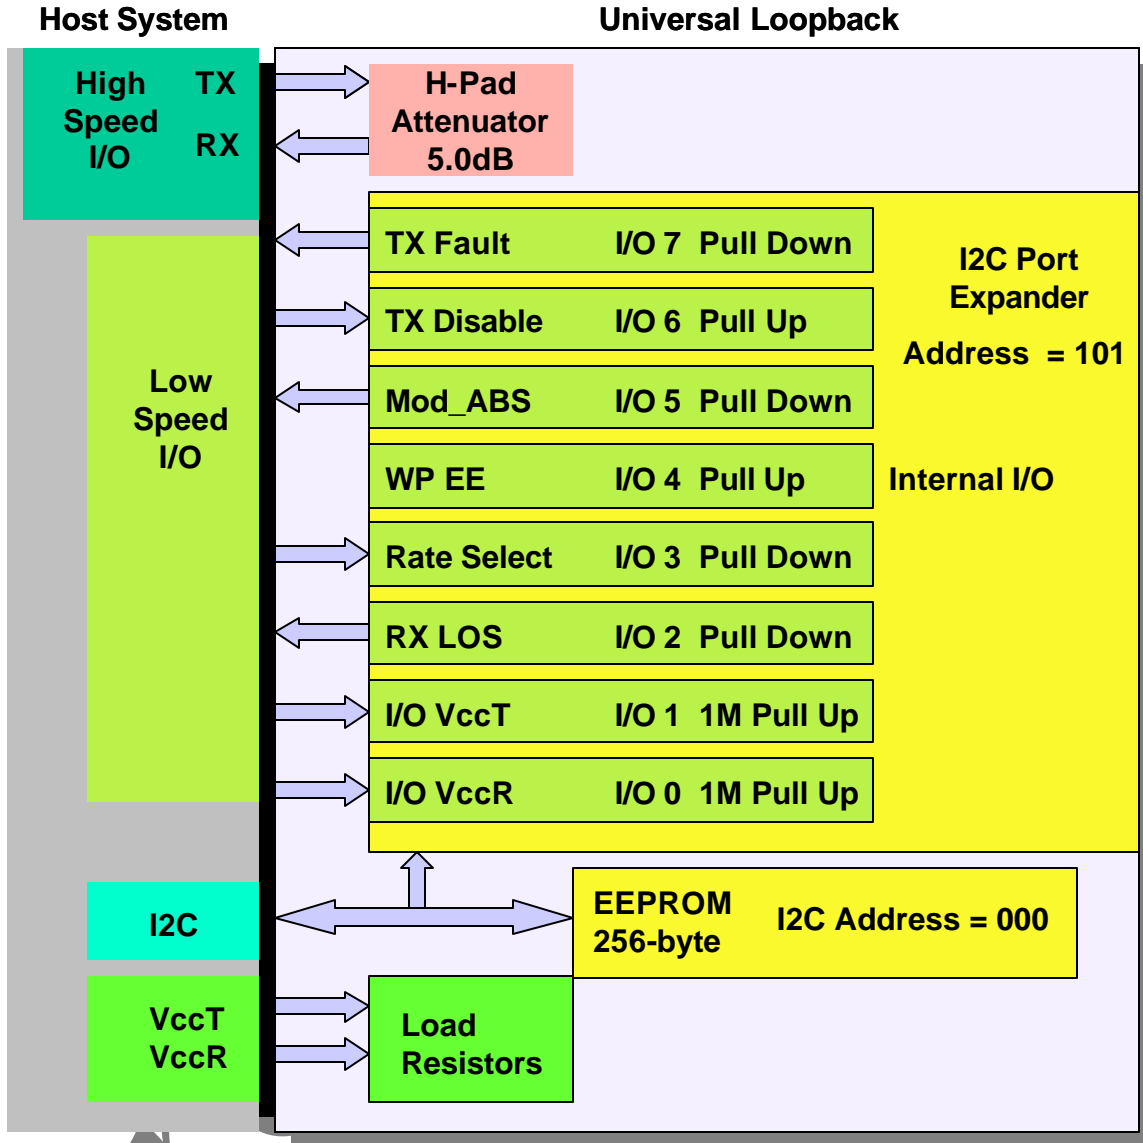 Host System
Universal Loopback
High
Speed
I/O
TX
RX
H-Pad
Attenuator
5.0dB
Low
Speed
I/O
TX Fault I/O 7 Pull Down
TX Disable I/O 6 Pull Up
Mod_ABS I/O 5 Pull Down
WP EE I/O 4 Pull Up
Rate Select I/O 3 Pull Down
RX LOS I/O 2 Pull Down
I/O VccT I/O 1 1M Pull Up
I/O VccR I/O 0 1M Pull Up
I2C Port
Expander
Address = 101
Internal I/O
I2C
EEPROM
256-byte
I2C Address = 000
VccT
VccR
Load
Resistors